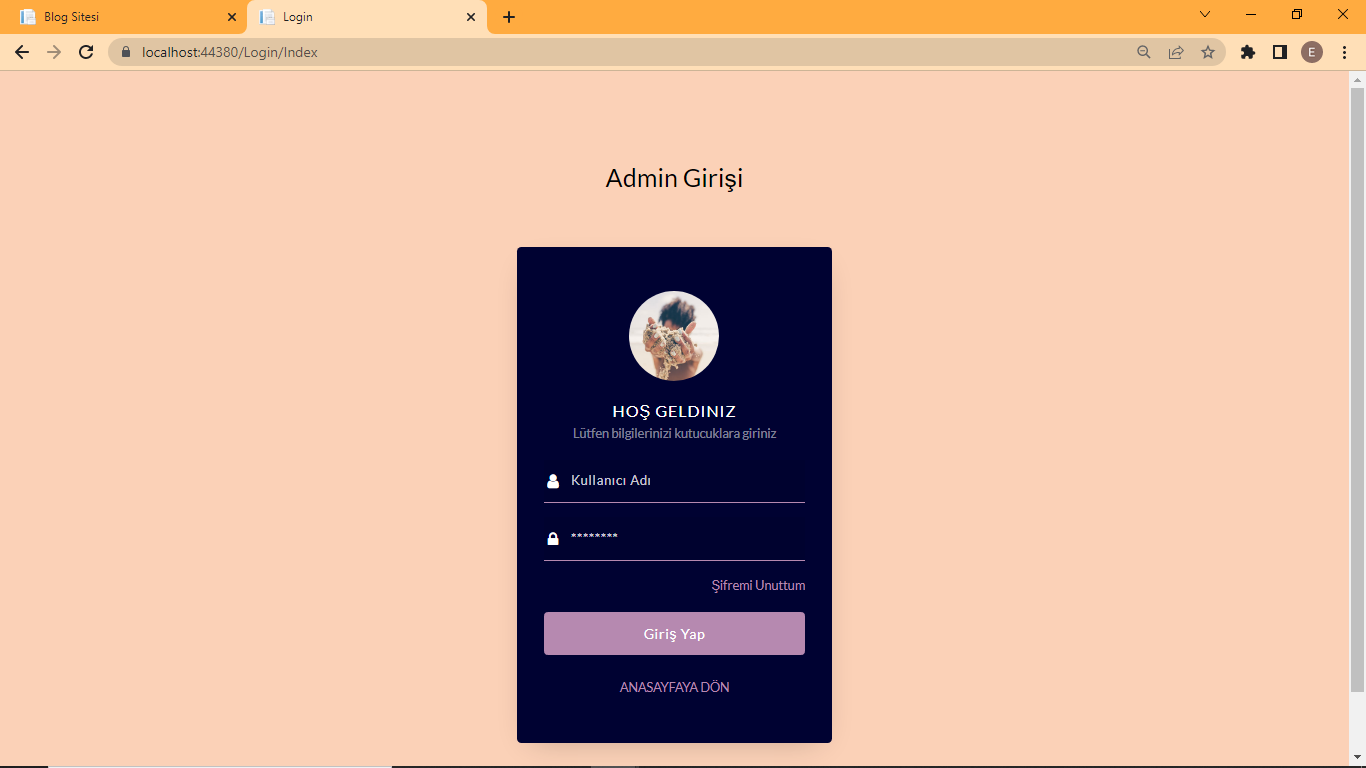 Blog Sitesi
Login
localhost:44380/Login/Index
E
Admin Girişi
HOŞ GELDINIZ
Lütfen bilgilerinizi kutucuklara giriniz
Kullanıcı Adı
********
Şifremi Unuttum
Giriş Yap
ANASAYFAYA DÖN